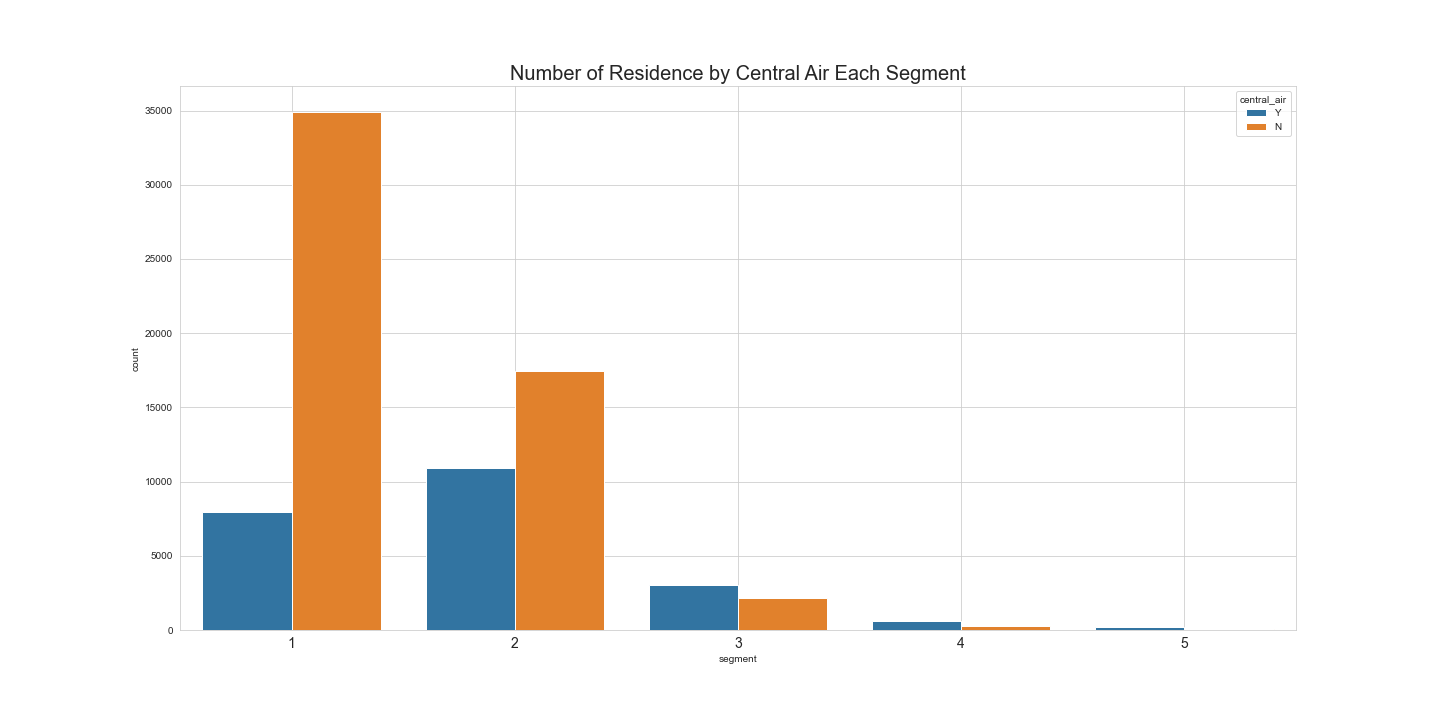 Number of Residence by Central Air Each Segment
central_air
Y
N
35000
30000
25000
20000
15000
10000
5000
0
count
1 2 3 4 5
segment